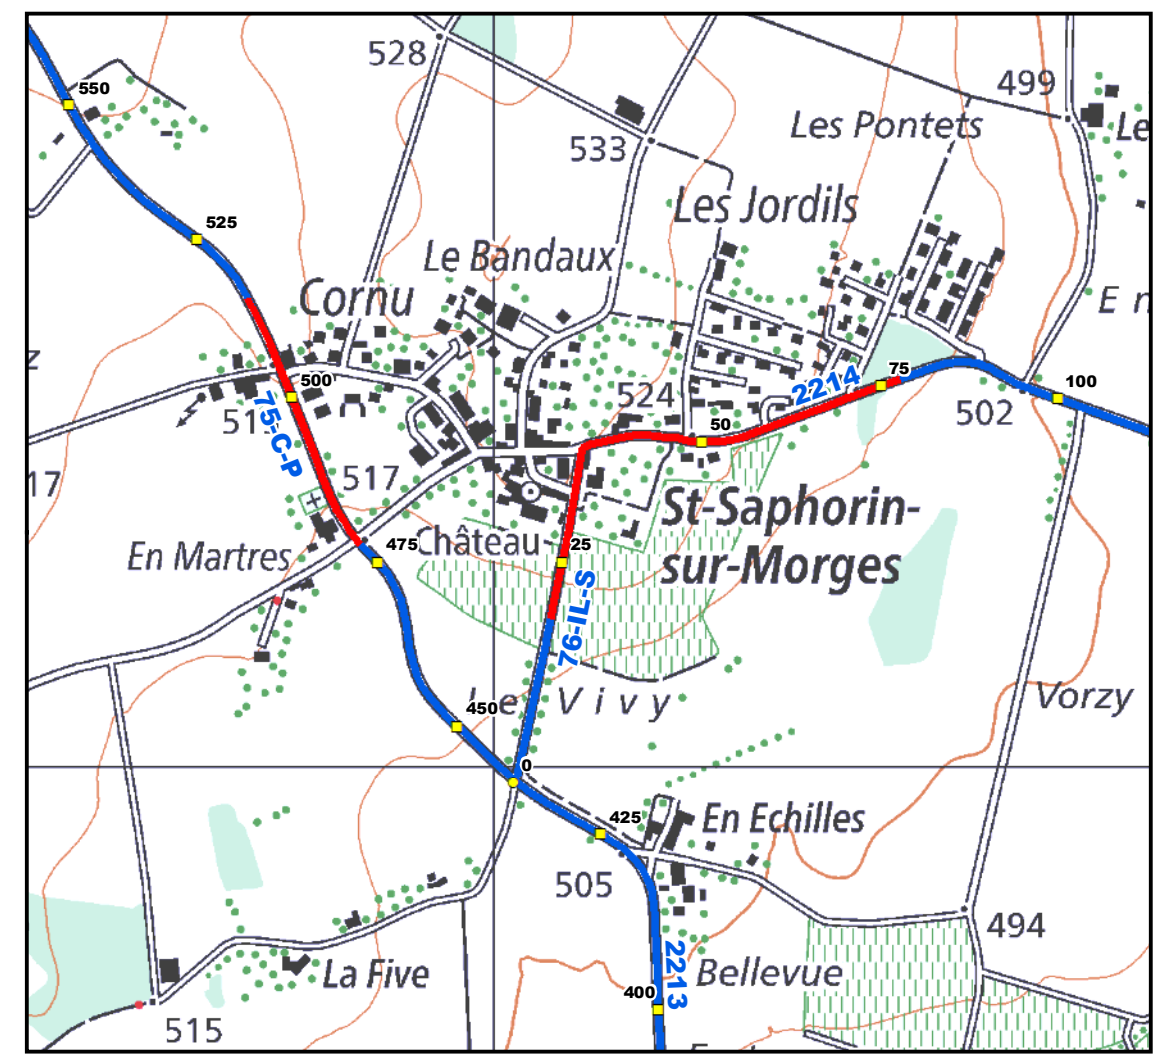 528
499
550
Les Pontets
Le
533
Les Jordils
525
Le Bandaux
Cornu
E n
z
500
75
2214
100
524
502
51
75-C-P
50
17
517
St-Saphorin-
sur-Morges
475
Château
25
En Martres
76-IL-S
450
Le Vivy
Vorzy
0
425
En Echilles
505
494
2213
La Five
Bellevue
400
515